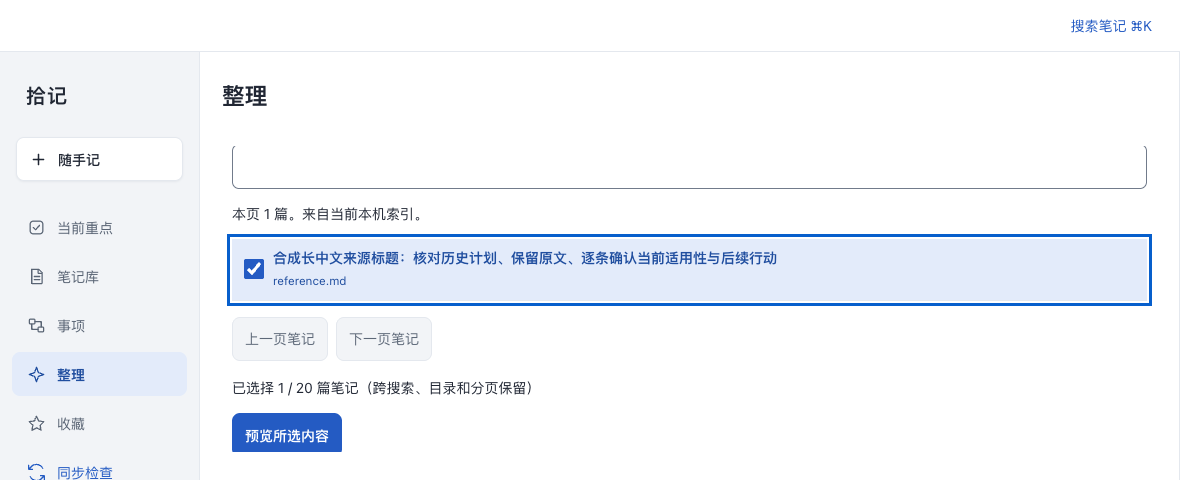 搜索笔记 ⌘K
拾记
随手记
当前重点
笔记库
事项
整理
收藏
同步检查
整理
本页 1 篇。来自当前本机索引。
合成长中文来源标题：核对历史计划、保留原文、逐条确认当前适用性与后续行动
reference.md
上一页笔记
下一页笔记
已选择 1 / 20 篇笔记（跨搜索、目录和分页保留）
预览所选内容